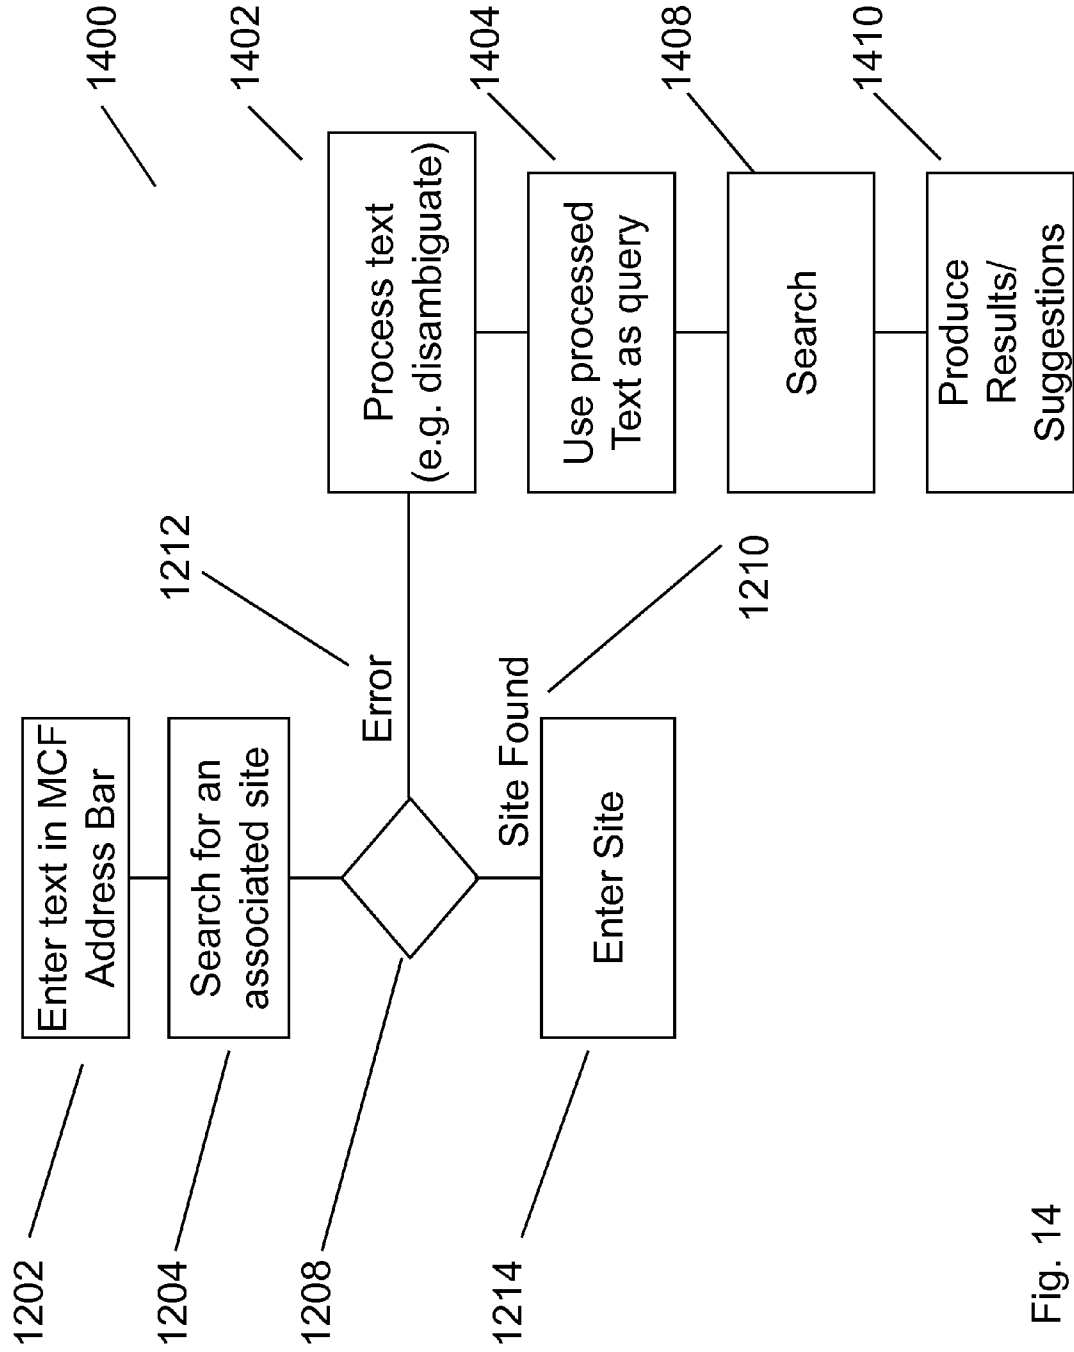 1400
1202
Enter text in MCF
Address Bar
1204
Search for an
associated site
1208
1212
Error
Site Found
1210
1214
Enter Site
1402
Process text
(e.g. disambiguate)
1404
Use processed
Text as query
1408
Search
1410
Produce
Results/
Suggestions
Fig. 14